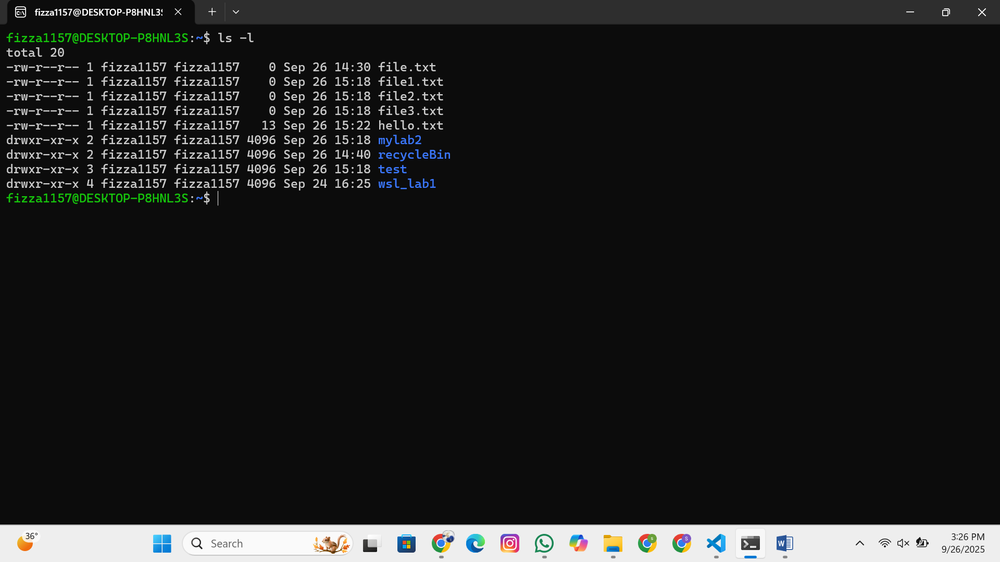 fizza1157@DESKTOP-P8HNL3S
fizza1157@DESKTOP-P8HNL3S:~$ ls -l
total 20
-rw-r--r-- 1 fizza1157 fizza1157    0 Sep 26 14:30 file.txt
-rw-r--r-- 1 fizza1157 fizza1157    0 Sep 26 15:18 file1.txt
-rw-r--r-- 1 fizza1157 fizza1157    0 Sep 26 15:18 file2.txt
-rw-r--r-- 1 fizza1157 fizza1157    0 Sep 26 15:18 file3.txt
-rw-r--r-- 1 fizza1157 fizza1157   13 Sep 26 15:22 hello.txt
drwxr-xr-x 2 fizza1157 fizza1157 4096 Sep 26 15:18 mylab2
drwxr-xr-x 2 fizza1157 fizza1157 4096 Sep 26 14:40 recycleBin
drwxr-xr-x 3 fizza1157 fizza1157 4096 Sep 26 15:18 test
drwxr-xr-x 4 fizza1157 fizza1157 4096 Sep 24 16:25 wsl_lab1
fizza1157@DESKTOP-P8HNL3S:~$
36°
Search
3:26 PM
9/26/2025